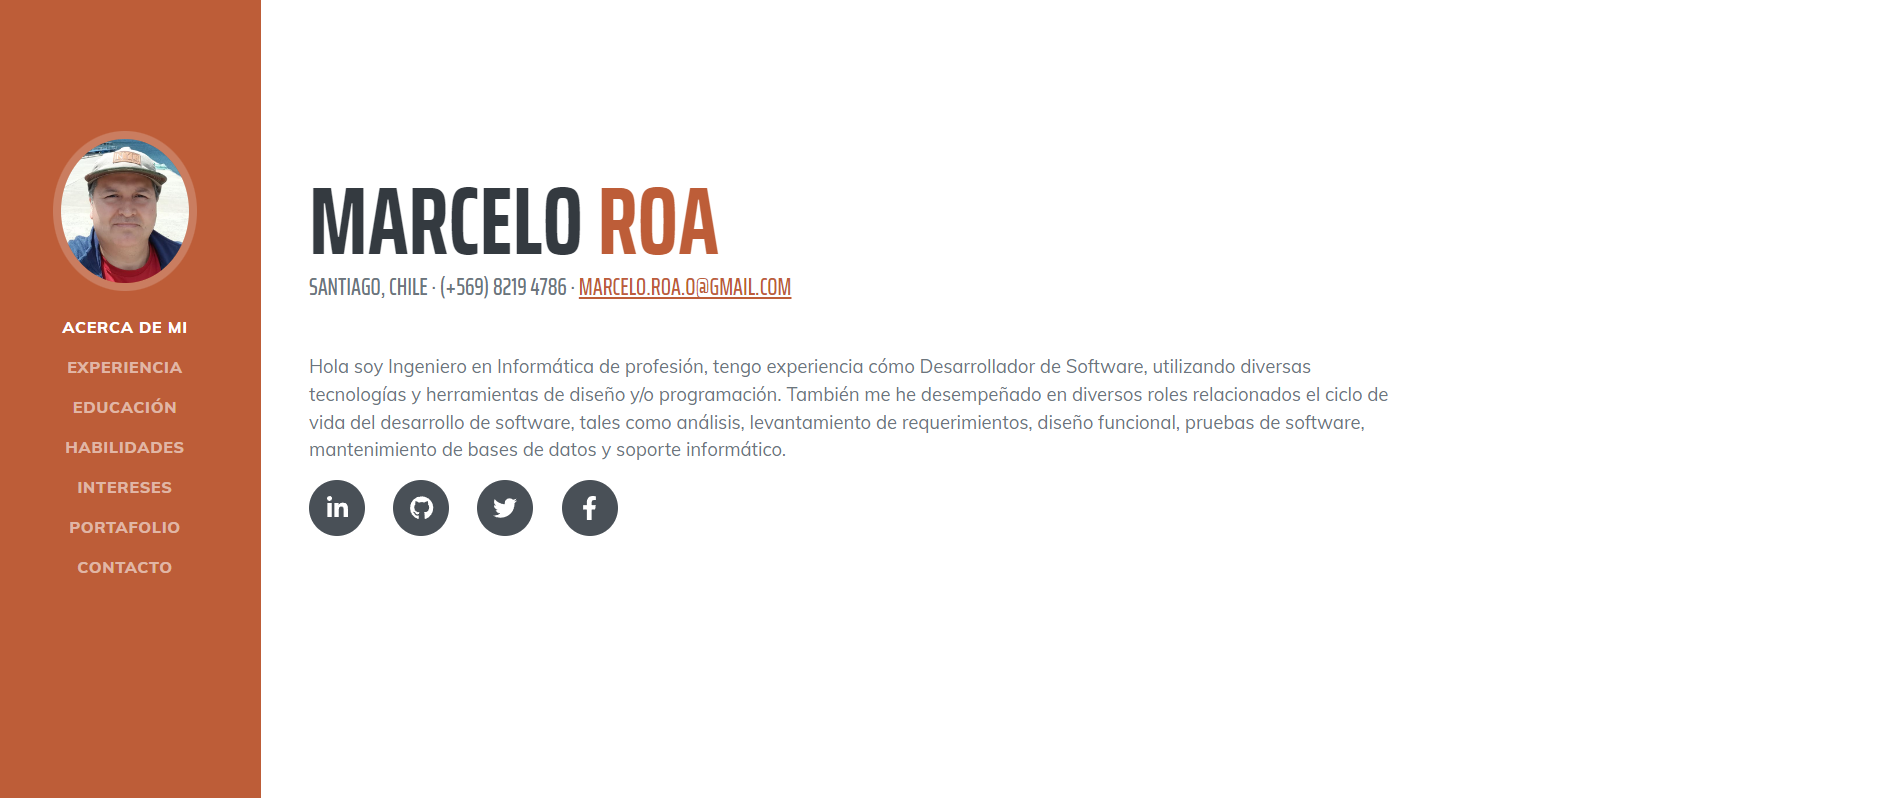 ACERCA DE MI
EXPERIENCIA
EDUCACIÓN
HABILIDADES
INTERESES
PORTAFOLIO
CONTACTO
MARCELO ROA
SANTIAGO, CHILE · (+569) 8219 4786 · MARCELO.ROA.O@GMAIL.COM
Hola soy Ingeniero en Informática de profesión, tengo experiencia cómo Desarrollador de Software, utilizando diversas
tecnologías y herramientas de diseño y/o programación. También me he desempeñado en diversos roles relacionados el ciclo de
vida del desarrollo de software, tales como análisis, levantamiento de requerimientos, diseño funcional, pruebas de software,
mantenimiento de bases de datos y soporte informático.
in